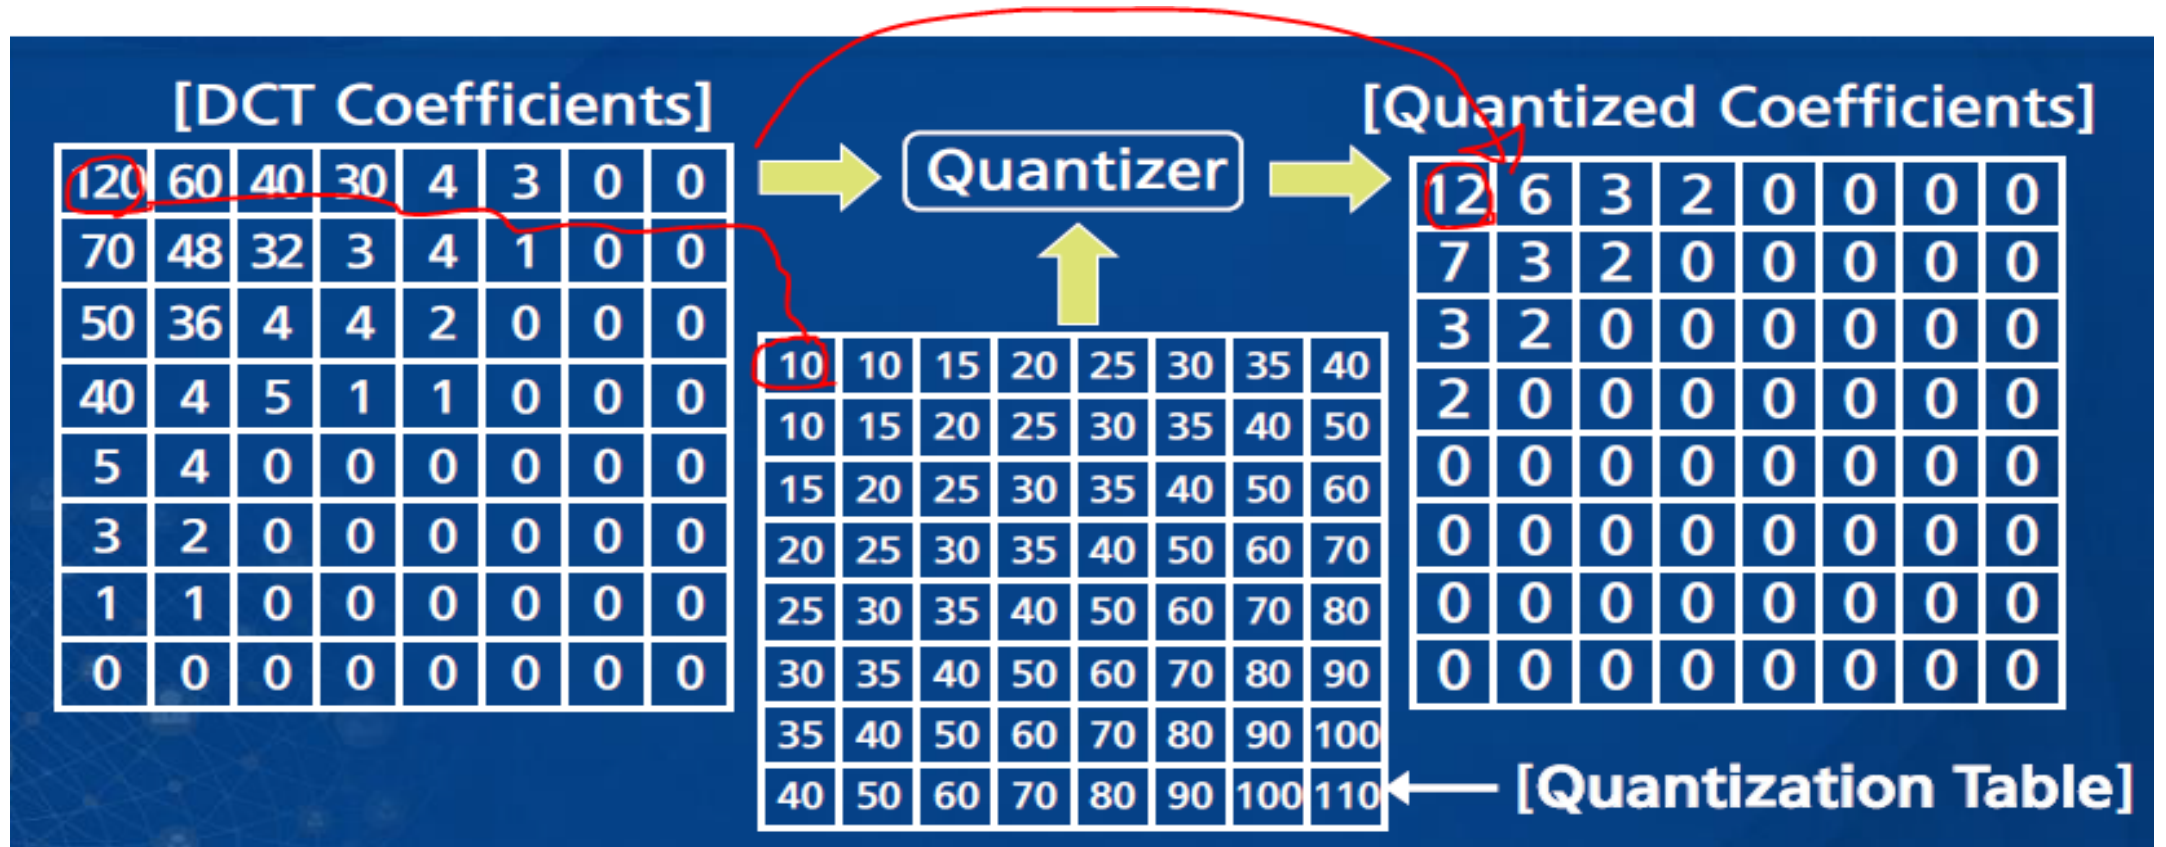 [DCT Coefficients]
120 60 40 30 4 3 0 0
70 48 32 3 4 1 0 0
50 36 4 4 2 0 0 0
40 4 5 1 1 0 0 0
5 4 0 0 0 0 0 0
3 2 0 0 0 0 0 0
1 1 0 0 0 0 0 0
0 0 0 0 0 0 0 0
Quantizer
10 10 15 20 25 30 35 40
10 15 20 25 30 35 40 50
15 20 25 30 35 40 50 60
20 25 30 35 40 50 60 70
25 30 35 40 50 60 70 80
30 35 40 50 60 70 80 90
35 40 50 60 70 80 90 100
40 50 60 70 80 90 100 110
[Quantization Table]
[Quantized Coefficients]
12 6 3 2 0 0 0 0
7 3 2 0 0 0 0 0
3 2 0 0 0 0 0 0
2 0 0 0 0 0 0 0
0 0 0 0 0 0 0 0
0 0 0 0 0 0 0 0
0 0 0 0 0 0 0 0
0 0 0 0 0 0 0 0